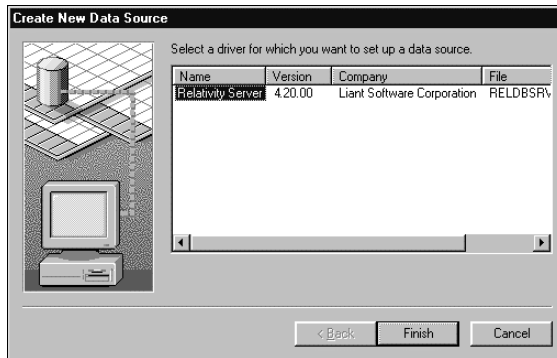 Create New Data Source
Select a driver for which you want to set up a data source.
Name Version Company File
Relativity Server 4.20.00 Liant Software Corporation RELDBSRV
< Back Finish Cancel